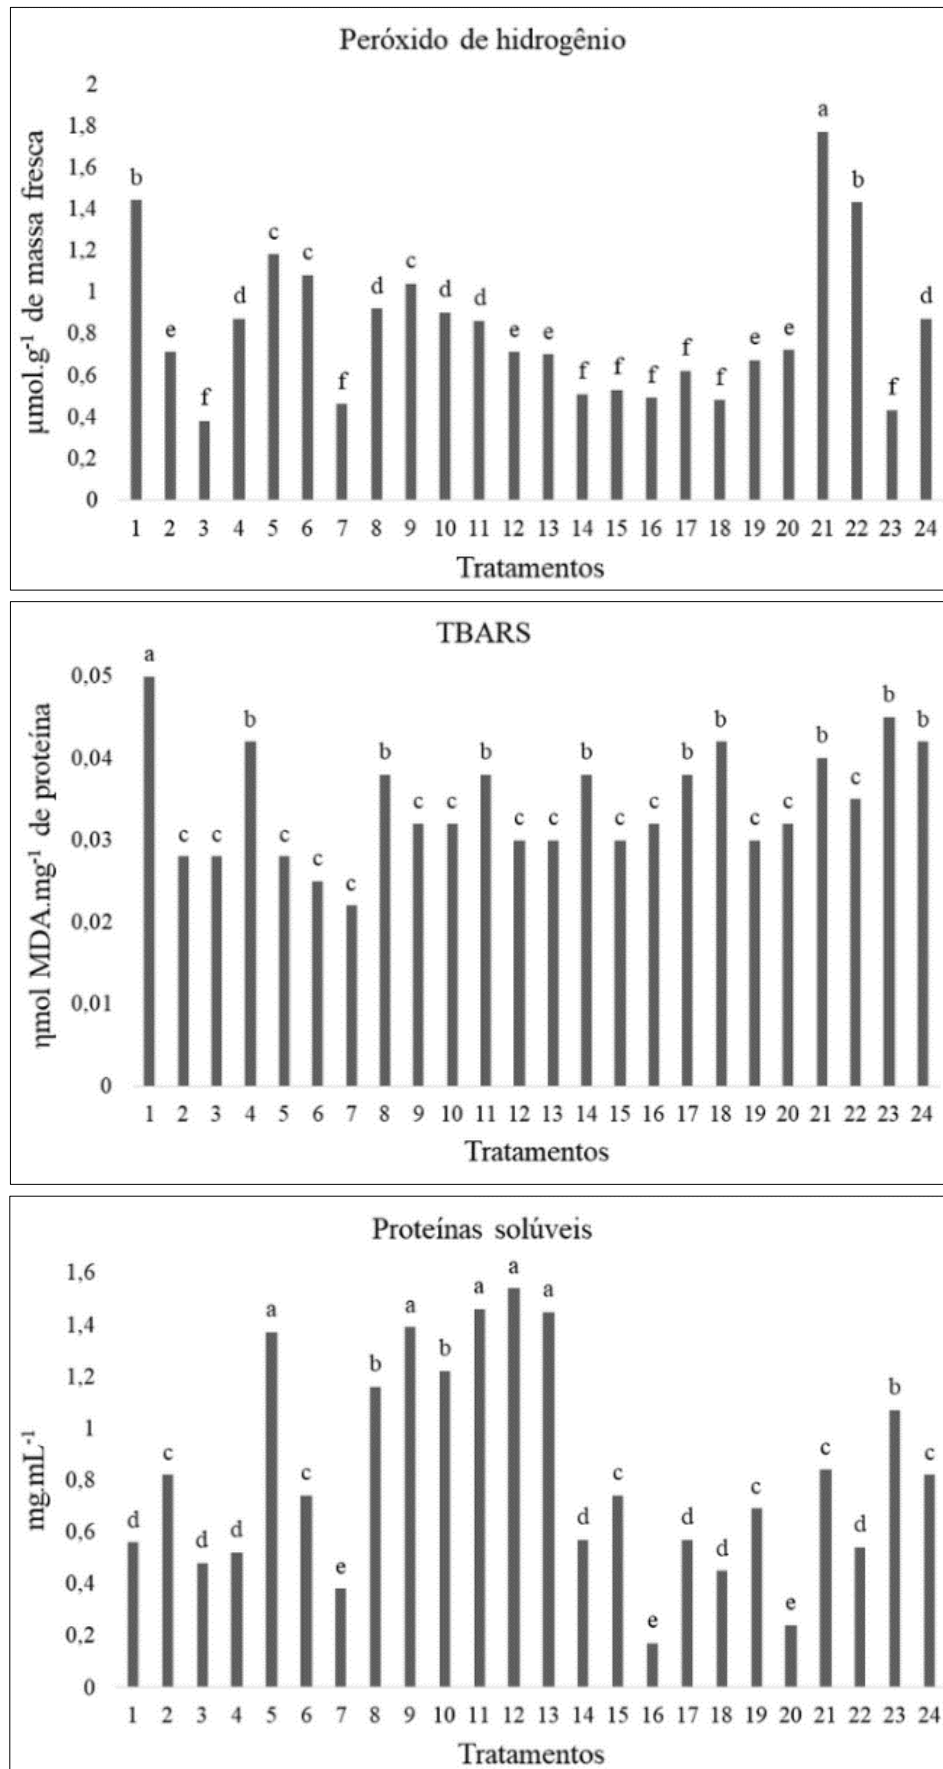 Peróxido de hidrogênio
µmol.g-1 de massa fresca
2
1,8
1,6
1,4
1,2
1
0,8
0,6
0,4
0,2
0
b e f d c c f d c d d e e f f f f f e e a b f d
1 2 3 4 5 6 7 8 9 10 11 12 13 14 15 16 17 18 19 20 21 22 23 24
Tratamentos
TBARS
ηmol MDA.mg-1 de proteína
0,05
0,04
0,03
0,02
0,01
0
a c c b c c c b c c b c c b c c b b c c b c b b
1 2 3 4 5 6 7 8 9 10 11 12 13 14 15 16 17 18 19 20 21 22 23 24
Tratamentos
Proteínas solúveis
mg.mL-1
1,6
1,4
1,2
1
0,8
0,6
0,4
0,2
0
d c d d a c e b a b a a a d c e d d c e c d b c
1 2 3 4 5 6 7 8 9 10 11 12 13 14 15 16 17 18 19 20 21 22 23 24
Tratamentos